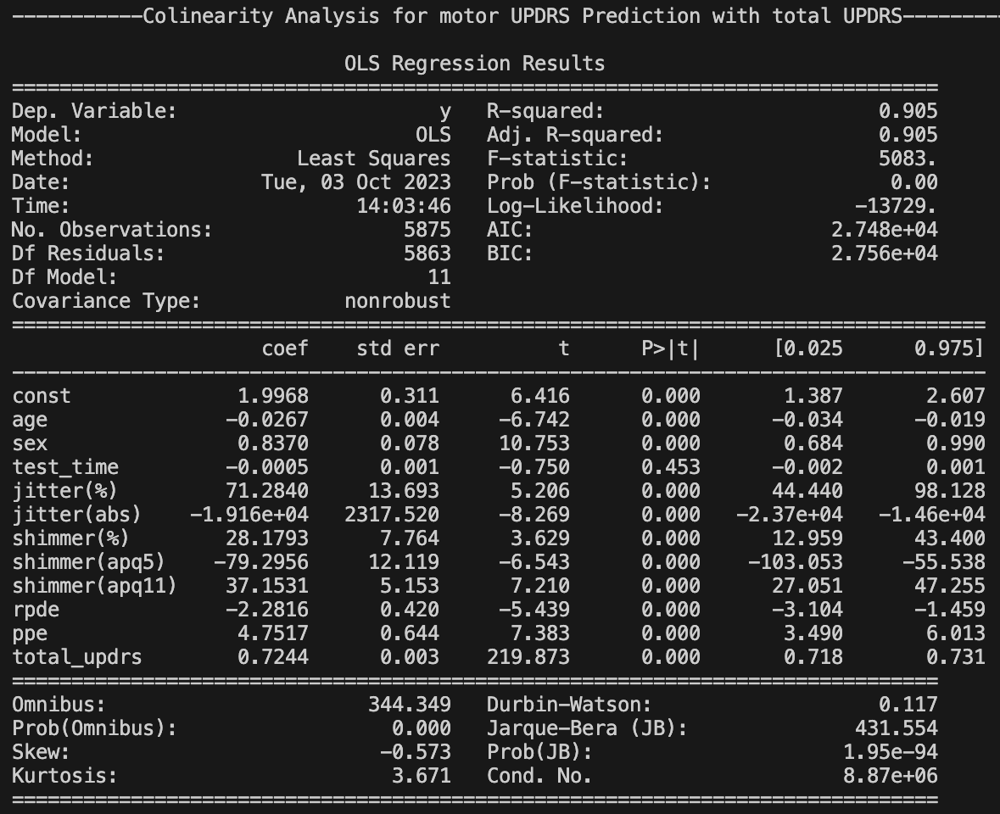 -----------Colinearity Analysis for motor UPDRS Prediction with total UPDRS---------
OLS Regression Results
==============================================================================
Dep. Variable: y R-squared: 0.905
Model: OLS Adj. R-squared: 0.905
Method: Least Squares F-statistic: 5083.
Date: Tue, 03 Oct 2023 Prob (F-statistic): 0.00
Time: 14:03:46 Log-Likelihood: -13729.
No. Observations: 5875 AIC: 2.748e+04
Df Residuals: 5863 BIC: 2.756e+04
Df Model: 11
Covariance Type: nonrobust
==================================================================================
coef std err t P>|t| [0.025 0.975]
----------------------------------------------------------------------------------
const 1.9968 0.311 6.416 0.000 1.387 2.607
age -0.0267 0.004 -6.742 0.000 -0.034 -0.019
sex 0.8370 0.078 10.753 0.000 0.684 0.990
test_time -0.0005 0.001 -0.750 0.453 -0.002 0.001
jitter(%) 71.2840 13.693 5.206 0.000 44.440 98.128
jitter(abs) -1.916e+04 2317.520 -8.269 0.000 -2.37e+04 -1.46e+04
shimmer(%) 28.1793 7.764 3.629 0.000 12.959 43.400
shimmer(apq5) -79.2956 12.119 -6.543 0.000 -103.053 -55.538
shimmer(apq11) 37.1531 5.153 7.210 0.000 27.051 47.255
rpde -2.2816 0.420 -5.439 0.000 -3.104 -1.459
ppe 4.7517 0.644 7.383 0.000 3.490 6.013
total_updrs 0.7244 0.003 219.873 0.000 0.718 0.731
==============================================================================
Omnibus: 344.349 Durbin-Watson: 0.117
Prob(Omnibus): 0.000 Jarque-Bera (JB): 431.554
Skew: -0.573 Prob(JB): 1.95e-94
Kurtosis: 3.671 Cond. No. 8.87e+06
==============================================================================